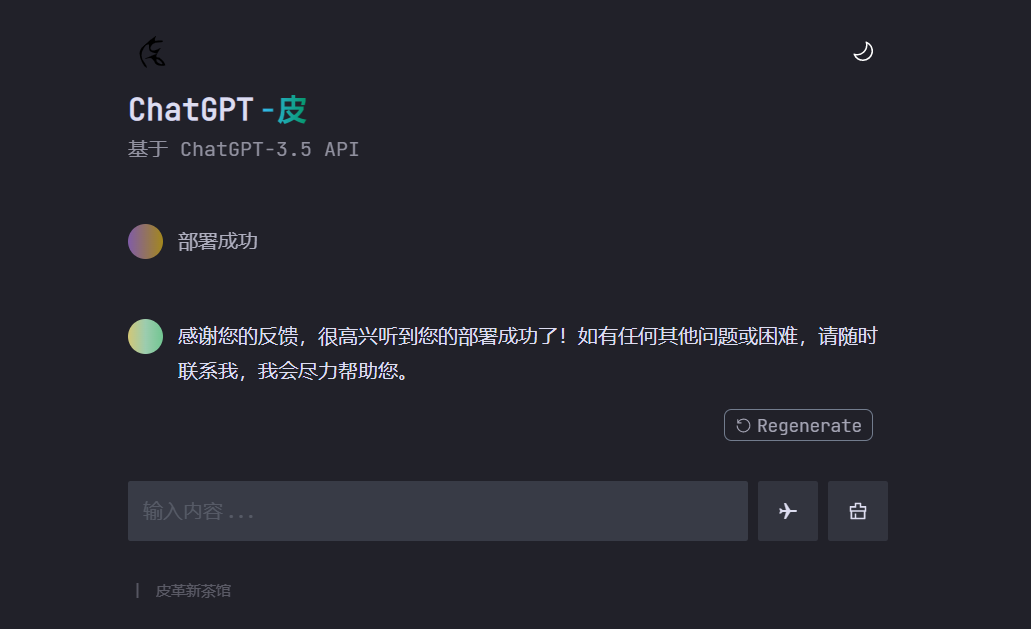 ChatGPT -皮
基于 ChatGPT-3.5 API
部署成功
感谢您的反馈，很高兴听到您的部署成功了！如有任何其他问题或困难，请随时
联系我，我会尽力帮助您。
Regenerate
输入内容...
| 皮革新茶馆